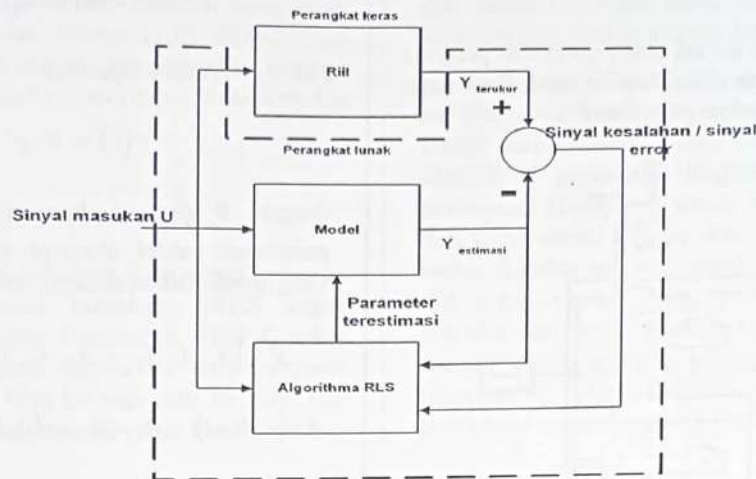 Perangkat keras
Riil
Y terukur
+
Sinyal kesalahan / sinyal
error
Perangkat lunak
-
Sinyal masukan U
Model
Y estimasi
Parameter
terestimasi
Algorithma RLS